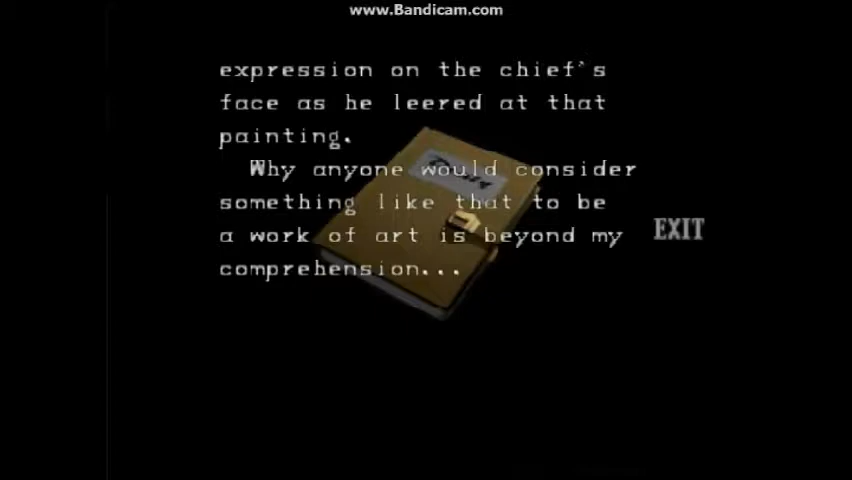 www.Bandicam.com
expression on the chief's
face as he leered at that
painting.
Why anyone would consider
something like that to be
a work of art is beyond my
comprehension...
EXIT